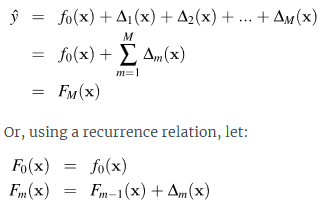 ŷ = f₀(x) + Δ₁(x) + Δ₂(x) + ... + Δ_M(x)
= f₀(x) + ∑_{m=1}^{M} Δ_m(x)
= F_M(x)
Or, using a recurrence relation, let:
F₀(x) = f₀(x)
F_m(x) = F_{m−1}(x) + Δ_m(x)